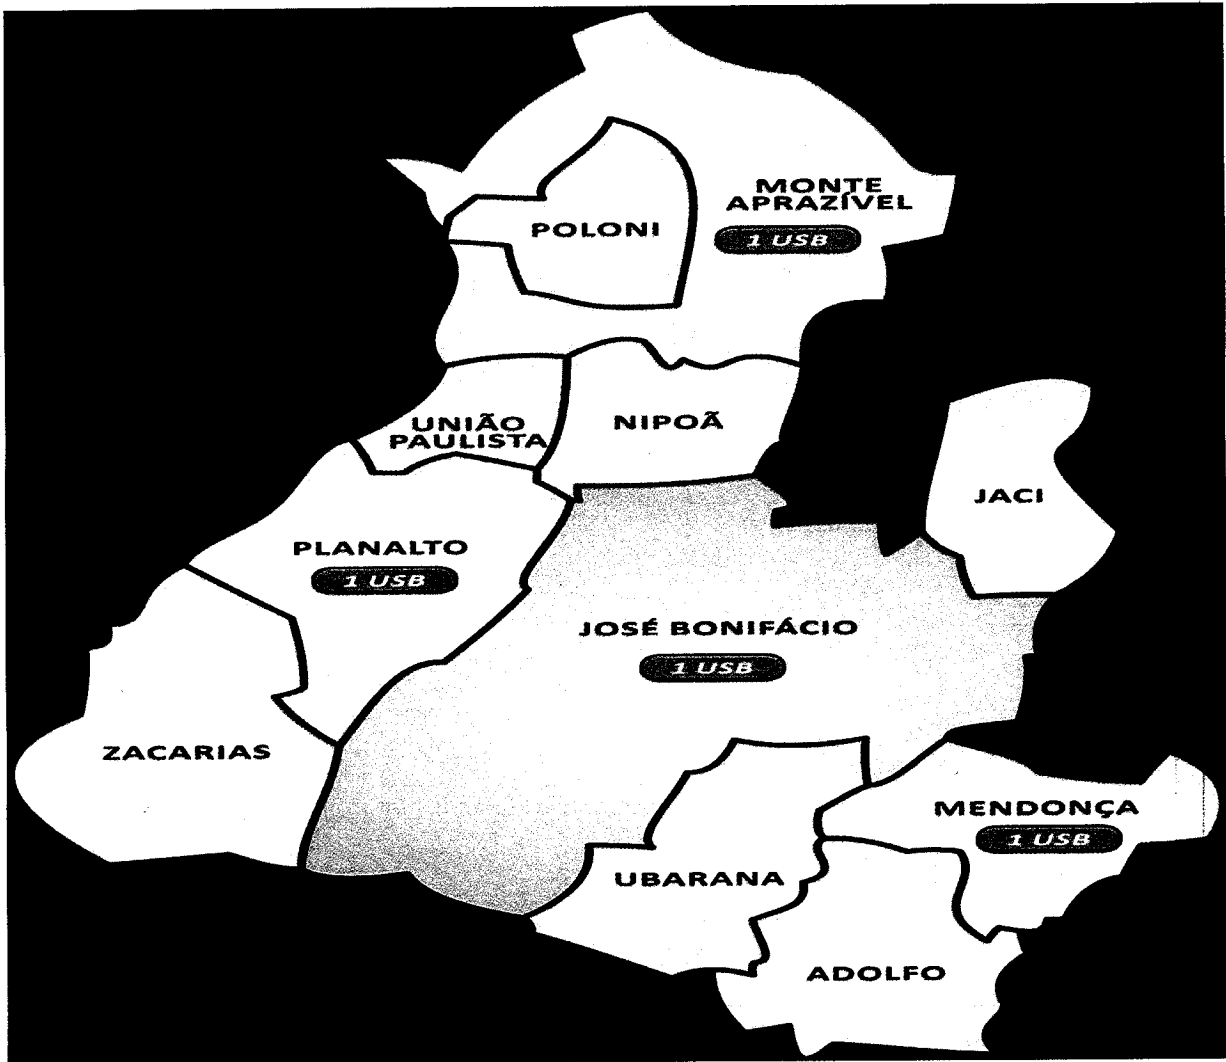 MONTE
APRAZÍVEL
1 USB
POLONI
UNIÃO
PAULISTA
NIPOÃ
JACI
PLANALTO
1 USB
JOSÉ BONIFÁCIO
1 USB
ZACARIAS
MENDONÇA
1 USB
UBARANA
ADOLFO